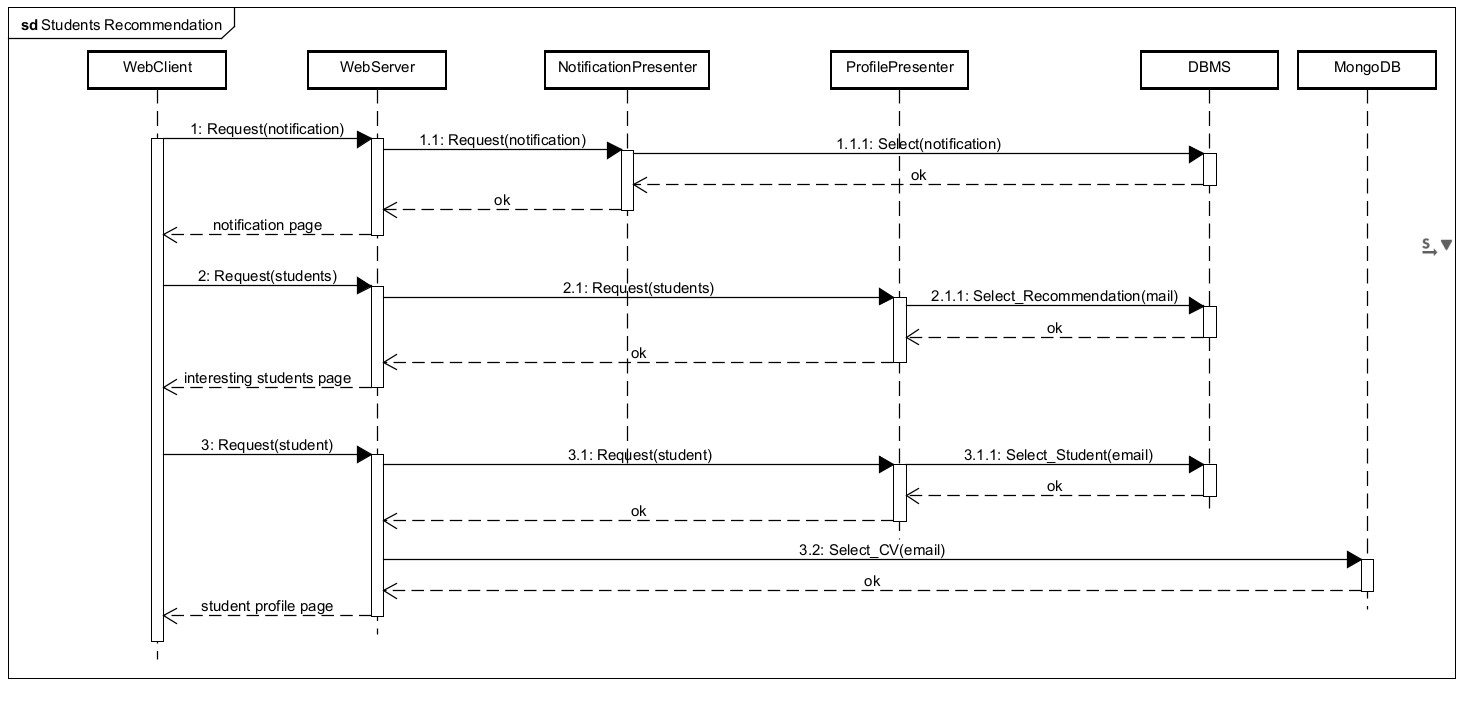 sd Students Recommendation
WebClient
WebServer
NotificationPresenter
ProfilePresenter
DBMS
MongoDB
1: Request(notification)
1.1: Request(notification)
1.1.1: Select(notification)
ok
ok
notification page
S
2: Request(students)
2.1: Request(students)
2.1.1: Select_Recommendation(mail)
ok
ok
interesting students page
3: Request(student)
3.1: Request(student)
3.1.1: Select_Student(email)
ok
ok
3.2: Select_CV(email)
ok
student profile page